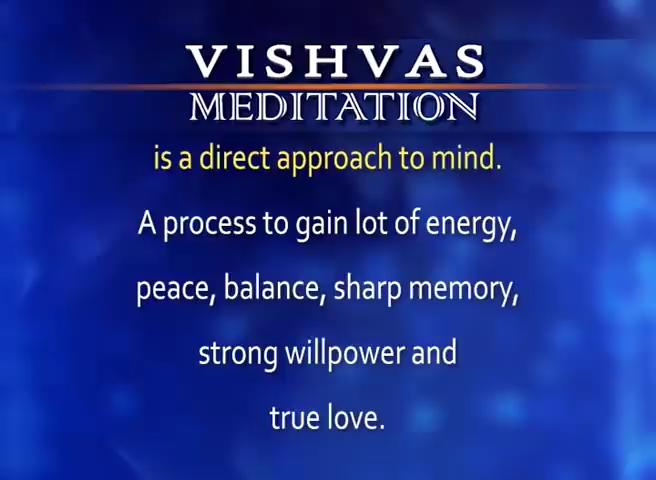 VISHVAS
MEDITATION
is a direct approach to mind.
A process to gain lot of energy,
peace, balance, sharp memory,
strong willpower and
true love.